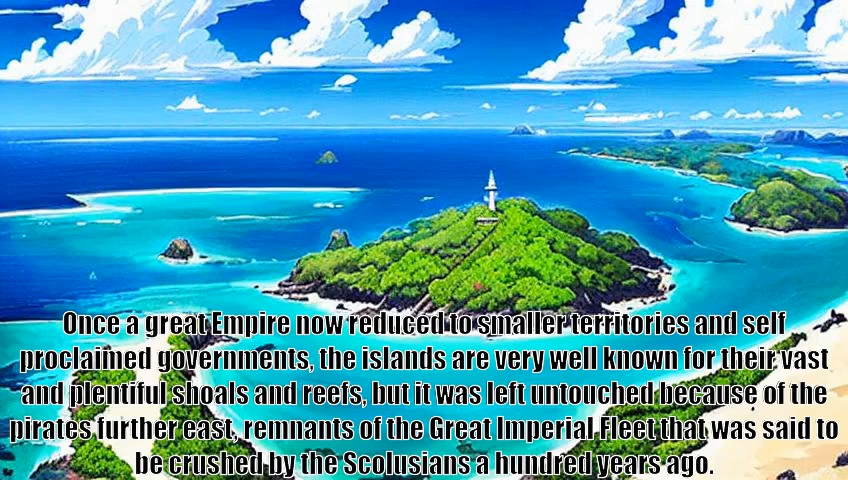 Once a great Empire now reduced to smaller territories and self
proclaimed governments, the islands are very well known for their vast
and plentiful shoals and reefs, but it was left untouched because of the
pirates further east, remnants of the Great Imperial Fleet that was said to
be crushed by the Scolusians a hundred years ago.